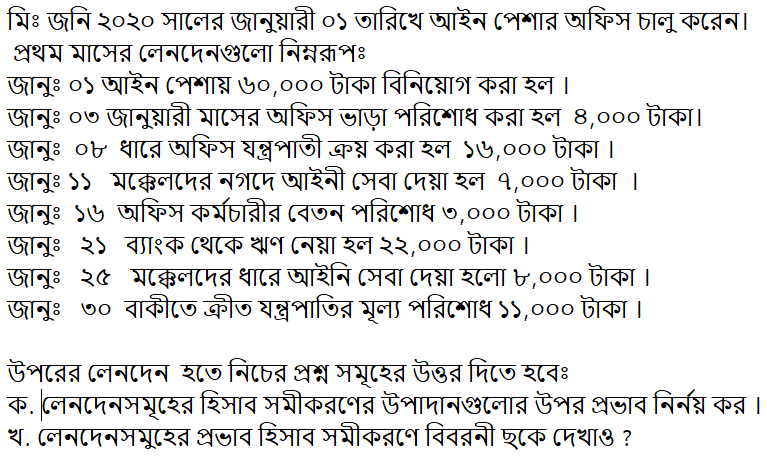 মিঃ জনি ২০২০ সালের জানুয়ারী ০১ তারিখে আইন পেশার অফিস চালু করেন।
প্রথম মাসের লেনদেনগুলো নিম্নরূপঃ
জানুঃ ০১ আইন পেশায় ৬০,০০০ টাকা বিনিয়োগ করা হল ।
জানুঃ ০৩ জানুয়ারী মাসের অফিস ভাড়া পরিশোধ করা হল ৪,০০০ টাকা।
জানুঃ ০৮ ধারে অফিস যন্ত্রপাতী ক্রয় করা হল ১৬,০০০ টাকা ।
জানুঃ ১১ মক্কেলদের নগদে আইনী সেবা দেয়া হল ৭,০০০ টাকা ।
জানুঃ ১৬ অফিস কর্মচারীর বেতন পরিশোধ ৩,০০০ টাকা ।
জানুঃ ২১ ব্যাংক থেকে ঋণ নেয়া হল ২২,০০০ টাকা ।
জানুঃ ২৫ মক্কেলদের ধারে আইনি সেবা দেয়া হলো ৮,০০০ টাকা ।
জানুঃ ৩০ বাকীতে ক্রীত যন্ত্রপাতির মূল্য পরিশোধ ১১,০০০ টাকা ।
উপরের লেনদেন হতে নিচের প্রশ্ন সমূহের উত্তর দিতে হবেঃ
ক. লেনদেনসমূহের হিসাব সমীকরণের উপাদানগুলোর উপর প্রভাব নির্নয় কর ।
খ. লেনদেনসমুহের প্রভাব হিসাব সমীকরণে বিবরনী ছকে দেখাও ?